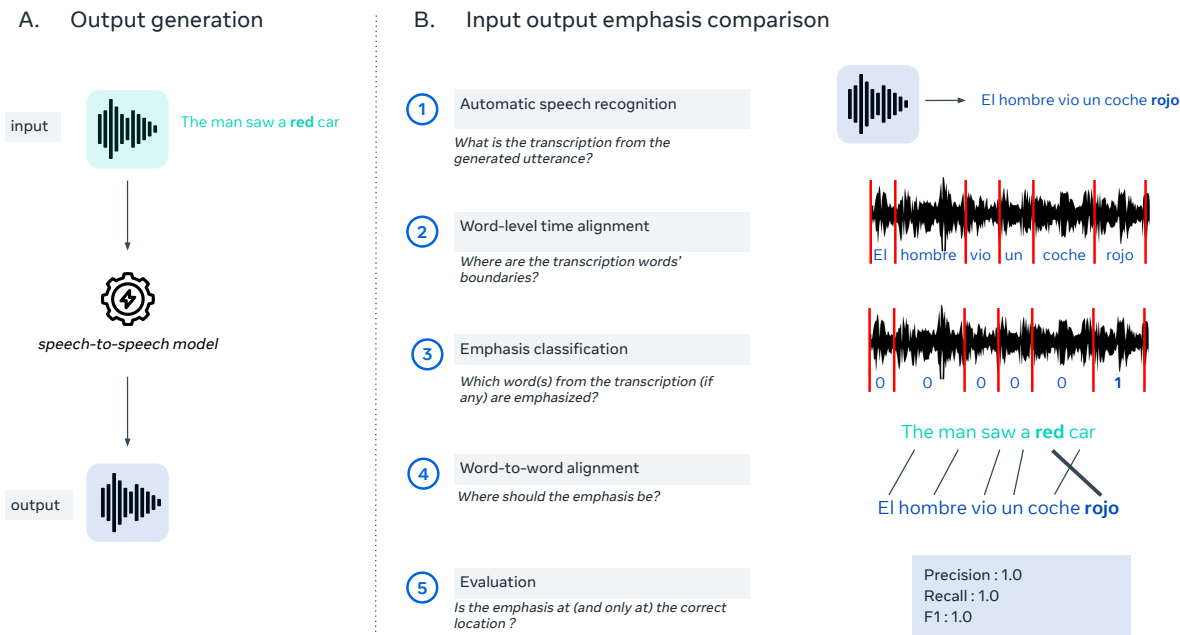 A. Output generation
input
The man saw a red car
speech-to-speech model
output
B. Input output emphasis comparison
1
Automatic speech recognition
What is the transcription from the
generated utterance?
El hombre vio un coche rojo
2
Word-level time alignment
Where are the transcription words’
boundaries?
El hombre vio un coche rojo
3
Emphasis classification
Which word(s) from the transcription (if
any) are emphasized?
0 0 0 0 0 1
4
Word-to-word alignment
Where should the emphasis be?
The man saw a red car
El hombre vio un coche rojo
5
Evaluation
Is the emphasis at (and only at) the correct
location ?
Precision : 1.0
Recall : 1.0
F1 : 1.0